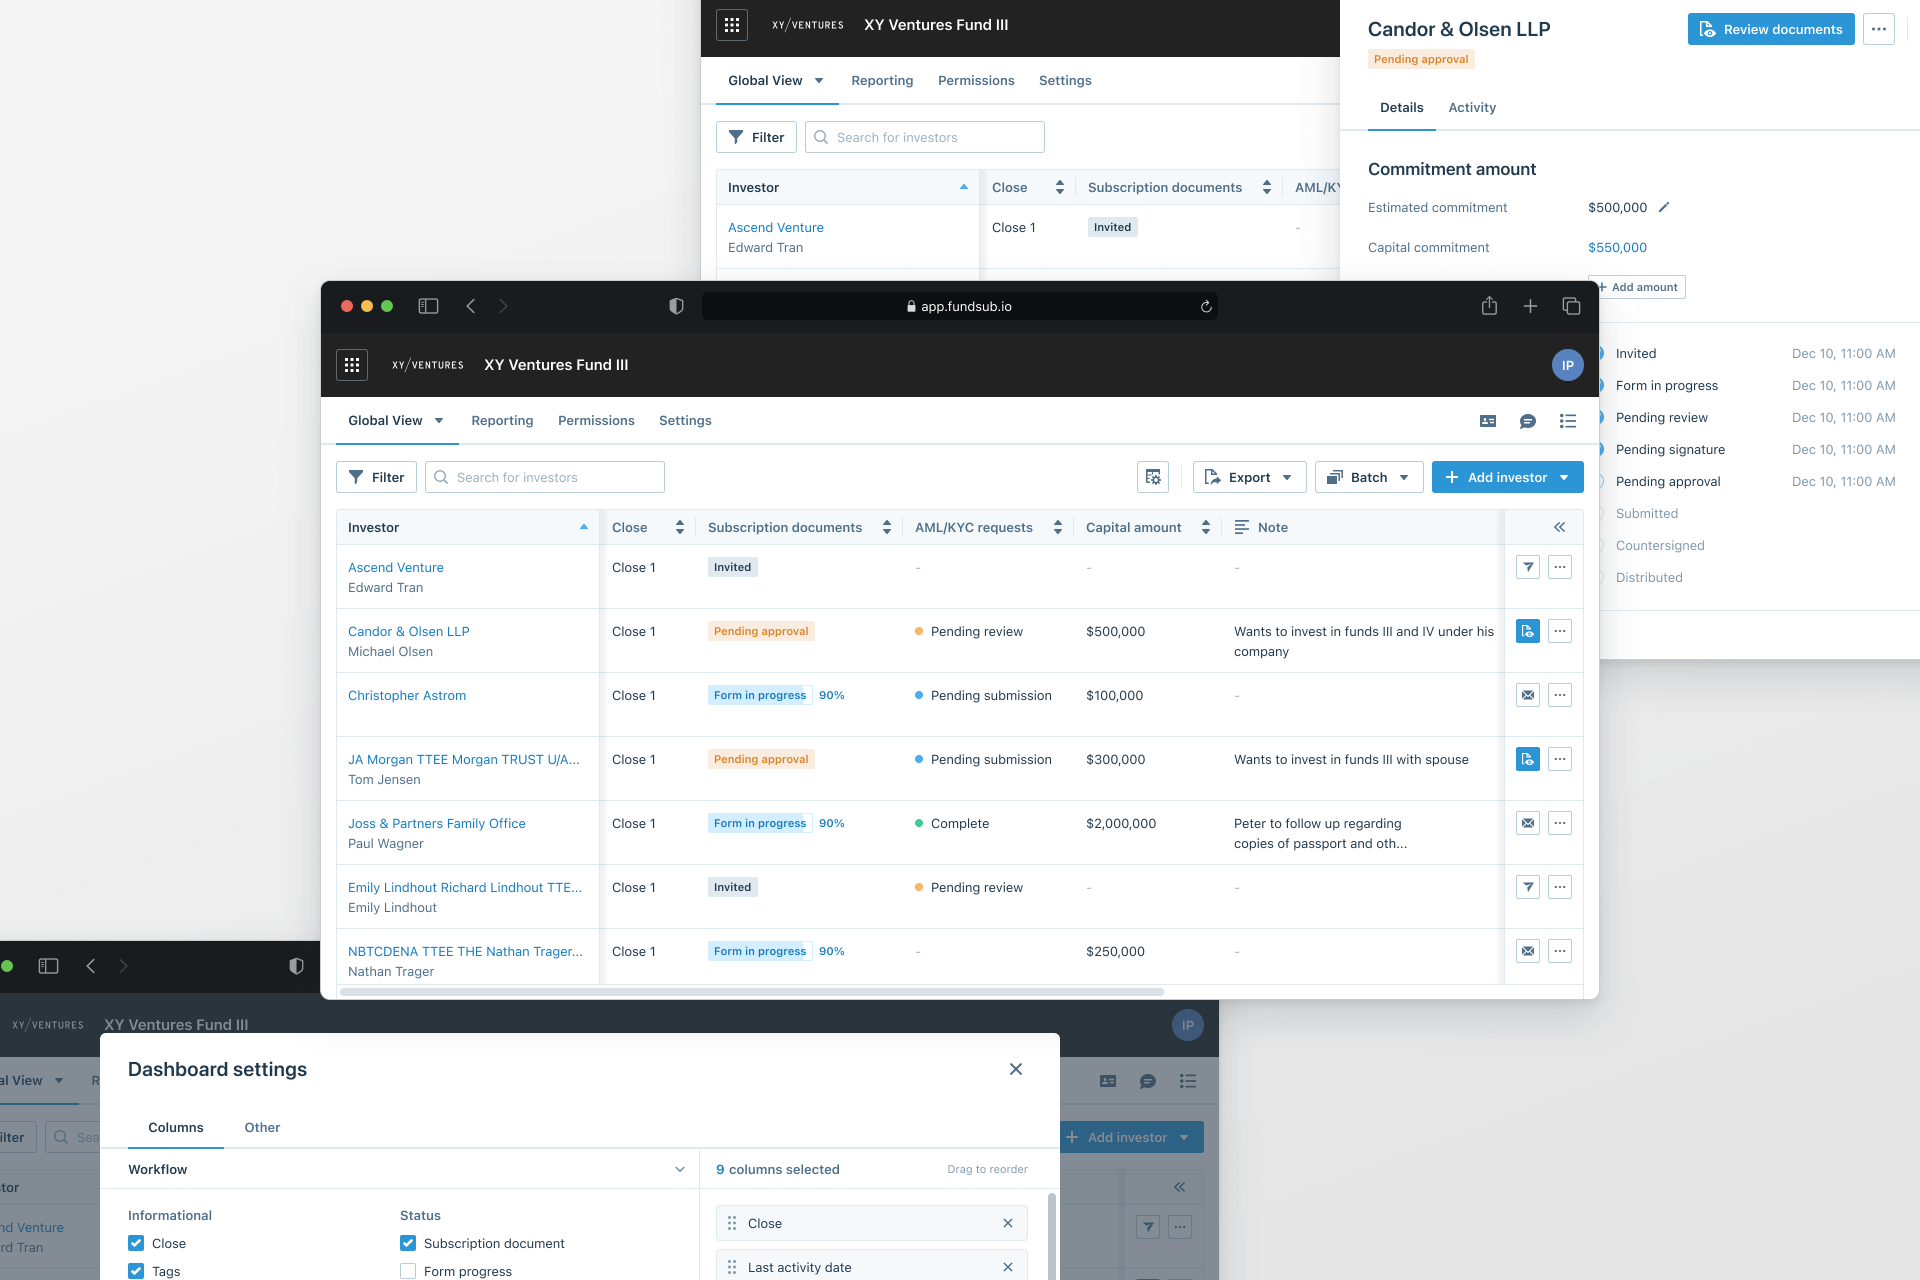 XY/VENTURES XY Ventures Fund III
Global View Reporting Permissions Settings
Filter Search for investors
Investor Close Subscription documents AML/KY
Ascend Venture Close 1 Invited -
Edward Tran
Candor & Olsen LLP Review documents
Pending approval
Details Activity
Commitment amount
Estimated commitment $500,000
Capital commitment $550,000
+ Add amount
Invited Dec 10, 11:00 AM
Form in progress Dec 10, 11:00 AM
Pending review Dec 10, 11:00 AM
Pending signature Dec 10, 11:00 AM
Pending approval Dec 10, 11:00 AM
Submitted
Countersigned
Distributed
app.fundsub.io
XY/VENTURES XY Ventures Fund III IP
Global View Reporting Permissions Settings
Filter Search for investors Export Batch + Add investor
Investor Close Subscription documents AML/KYC requests Capital amount Note
Ascend Venture Close 1 Invited - - -
Edward Tran
Candor & Olsen LLP Close 1 Pending approval Pending review $500,000 Wants to invest in funds III and IV under his
Michael Olsen company
Christopher Astrom Close 1 Form in progress 90% Pending submission $100,000 -
JA Morgan TTEE Morgan TRUST U/A... Close 1 Pending approval Pending submission $300,000 Wants to invest in funds III with spouse
Tom Jensen
Joss & Partners Family Office Close 1 Form in progress 90% Complete $2,000,000 Peter to follow up regarding
Paul Wagner copies of passport and oth...
Emily Lindhout Richard Lindhout TTE... Close 1 Invited Pending review - -
Emily Lindhout
NBTCDENA TTEE THE Nathan Trager... Close 1 Form in progress 90% - $250,000 -
Nathan Trager
XY/VENTURES XY Ventures Fund III IP
al View R
ilter Sea + Add investor
tor
nd Venture
rd Tran
Dashboard settings
Columns Other
Workflow
Informational Status
Close Subscription document
Tags Form progress
9 columns selected Drag to reorder
Close
Last activity date